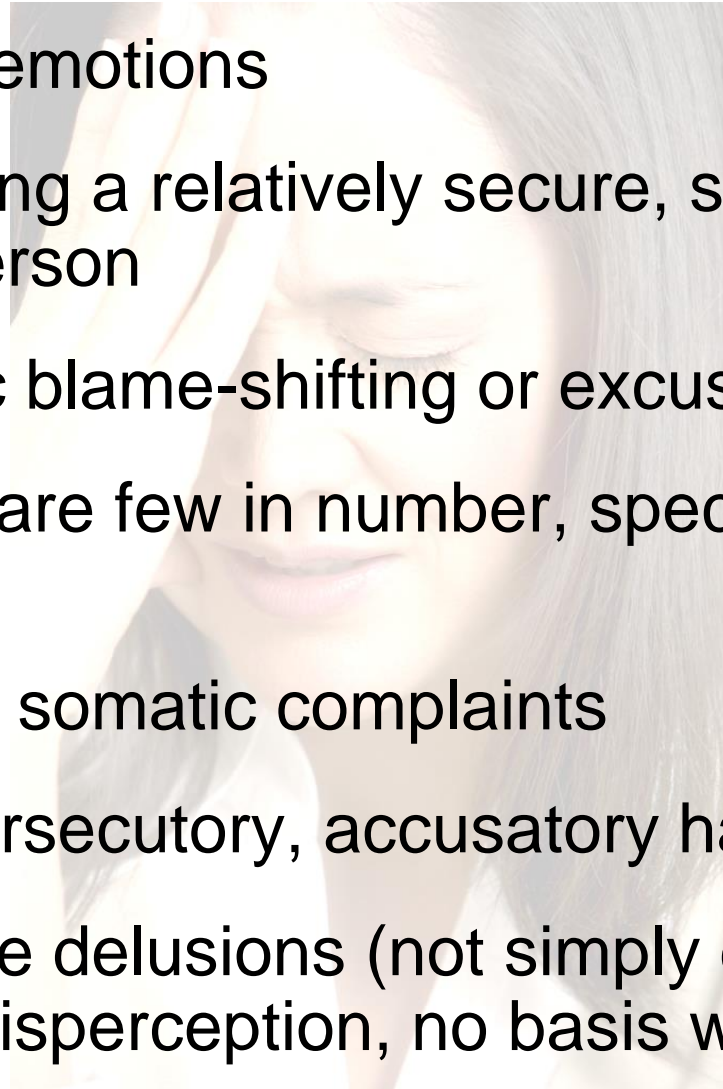 emotions
ng a relatively secure, s
erson
c blame-shifting or excus
are few in number, spec
somatic complaints
rsecutory, accusatory ha
e delusions (not simply
isperception, no basis w